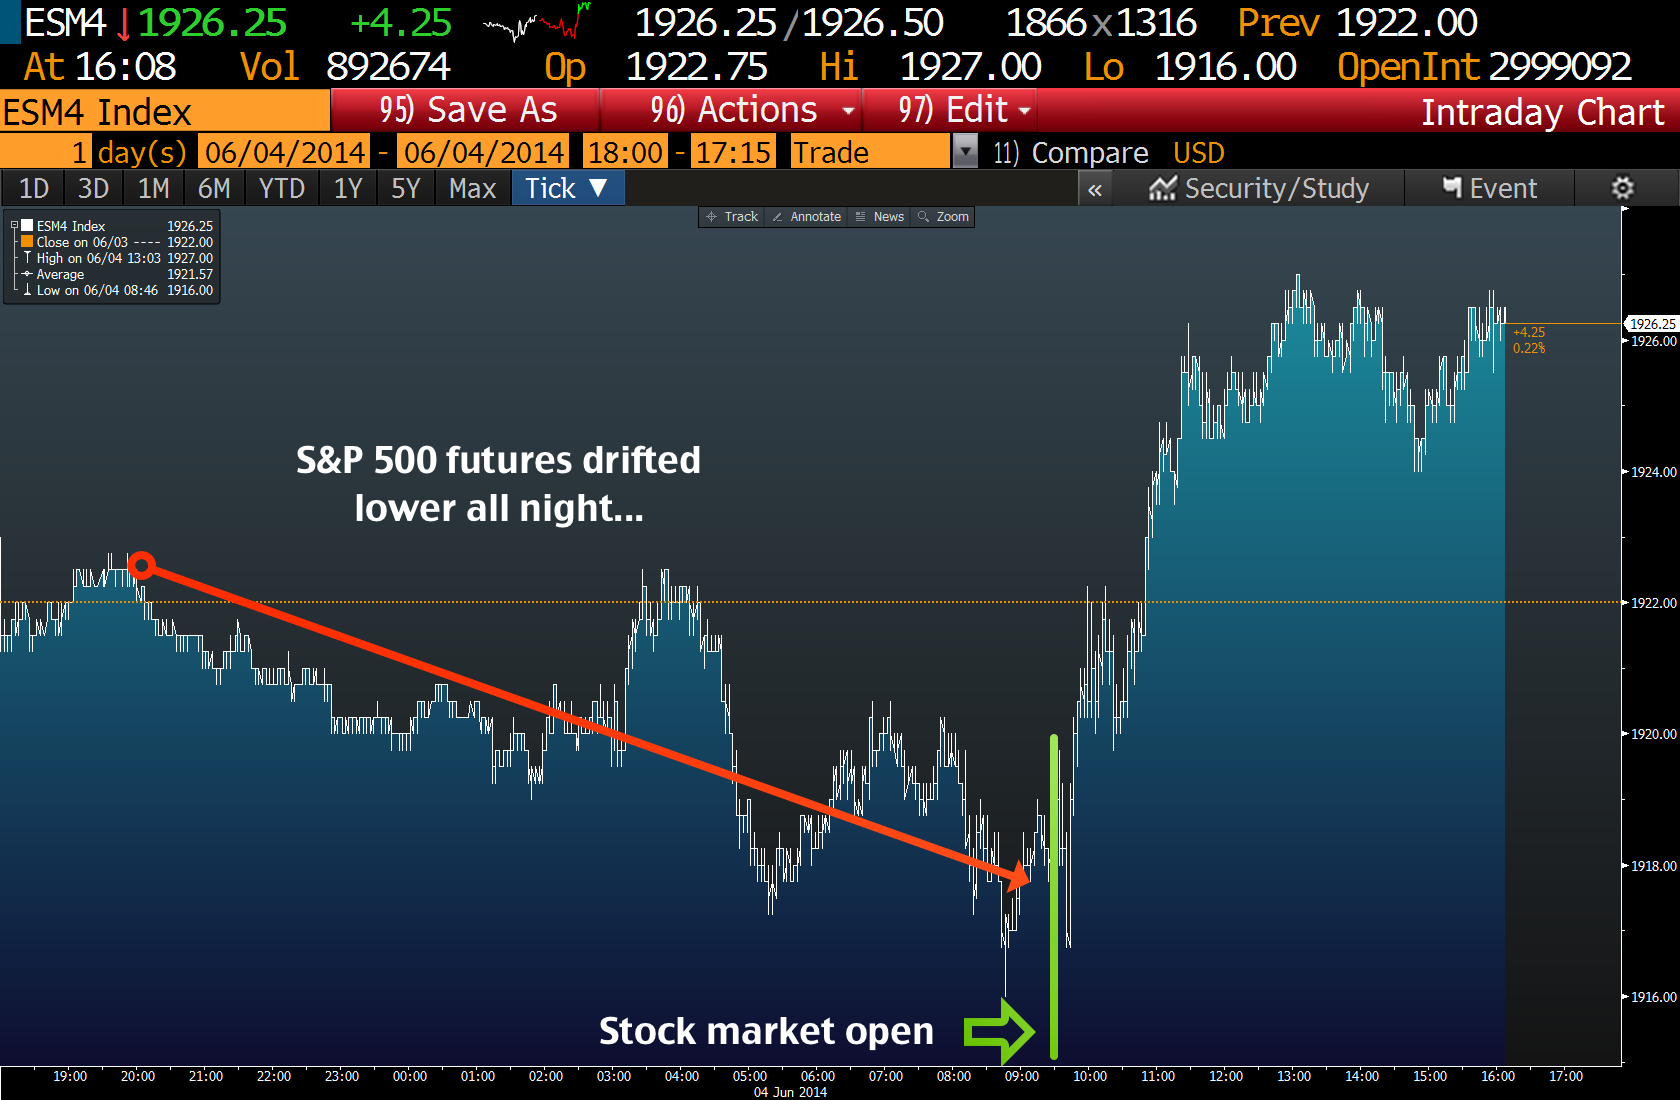 ESM4 ↓1926.25 +4.25 1926.25/1926.50 1866x1316 Prev 1922.00
At 16:08 Vol 892674 Op 1922.75 Hi 1927.00 Lo 1916.00 OpenInt 2999092
ESM4 Index 95) Save As 96) Actions 97) Edit Intraday Chart
1 day(s) 06/04/2014 - 06/04/2014 18:00 - 17:15 Trade 11) Compare USD
1D 3D 1M 6M YTD 1Y 5Y Max Tick ▼ « Security/Study Event
Track Annotate News Zoom
ESM4 Index 1926.25
Close on 06/03 ---- 1922.00
High on 06/04 13:03 1927.00
Average 1921.57
Low on 06/04 08:46 1916.00
1926.25
+4.25
1926.00
0.22%
S&P 500 futures drifted
lower all night...
1924.00
1922.00
1920.00
1918.00
1916.00
Stock market open
19:00 20:00 21:00 22:00 23:00 00:00 01:00 02:00 03:00 04:00 05:00 06:00 07:00 08:00 09:00 10:00 11:00 12:00 13:00 14:00 15:00 16:00 17:00
04 Jun 2014